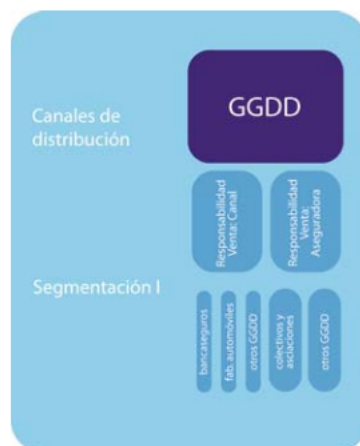 GGDD
Canales de
distribución
Responsabilidad
Venta: Canal
Responsabilidad
Venta:
Aseguradora
Segmentación I
bancaseguros
fab. automóviles
otros GGDD
colectivos y
asciaciones
otros GGDD